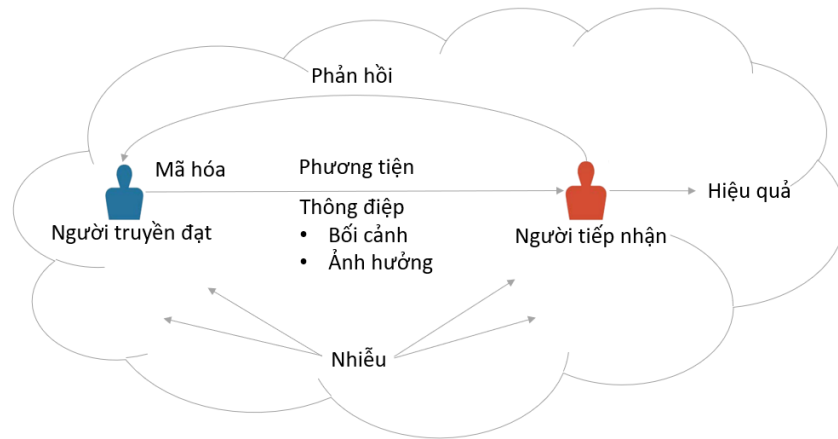 Phản hồi
Mã hóa
Phương tiện
Hiệu quả
Thông điệp
Người truyền đạt
• Bối cảnh
Người tiếp nhận
• Ảnh hưởng
Nhiễu